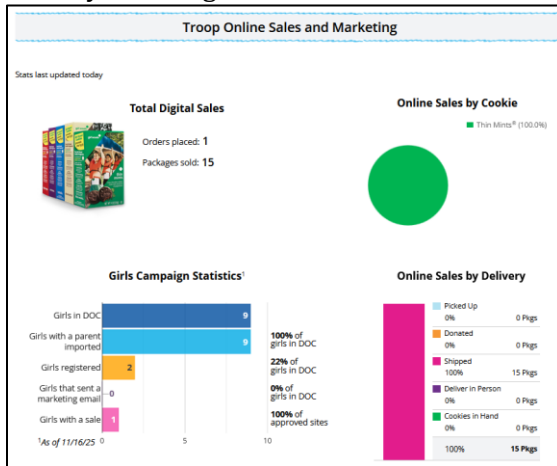 Troop Online Sales and Marketing
Stats last updated today
Total Digital Sales
Orders placed: 1
Packages sold: 15
Online Sales by Cookie
Thin Mints® (100.0%)
Girls Campaign Statistics¹
Girls in DOC
9
Girls with a parent
imported
9
100% of
girls in DOC
Girls registered
2
22% of
girls in DOC
Girls that sent a
marketing email
0
0% of
girls in DOC
Girls with a sale
1
100% of
approved sites
¹As of 11/16/25
0
5
10
Online Sales by Delivery
Picked Up
0% 0 Pkgs
Donated
0% 0 Pkgs
Shipped
100% 15 Pkgs
Deliver in Person
0% 0 Pkgs
Cookies in Hand
0% 0 Pkgs
100% 15 Pkgs